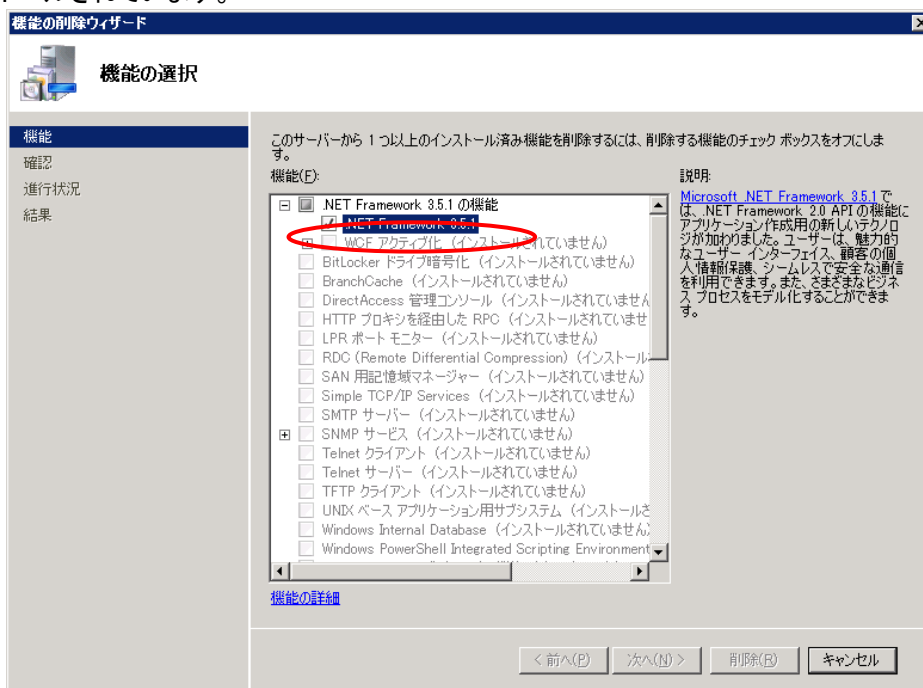 ールされています。
機能の削除ウィザード
機能の選択
機能
確認
進行状況
結果
このサーバーから 1 つ以上のインストール済み機能を削除するには、削除する機能のチェック ボックスをオフにしま
す。
機能(F):
.NET Framework 3.5.1 の機能
.NET Framework 3.5.1
WCF アクティブ化 (インストールされていません)
BitLocker ドライブ暗号化 (インストールされていません)
BranchCache (インストールされていません)
DirectAccess 管理コンソール (インストールされていません
HTTP プロキシを経由した RPC (インストールされていませ
LPR ポート モニター (インストールされていません)
RDC (Remote Differential Compression) (インストール
SAN 用記憶域マネージャー (インストールされていません)
Simple TCP/IP Services (インストールされていません)
SMTP サーバー (インストールされていません)
SNMP サービス (インストールされていません)
Telnet クライアント (インストールされていません)
Telnet サーバー (インストールされていません)
TFTP クライアント (インストールされていません)
UNIX ベース アプリケーション用サブシステム (インストールさ
Windows Internal Database (インストールされていません)
Windows PowerShell Integrated Scripting Environment
説明:
Microsoft .NET Framework 3.5.1 で
は、.NET Framework 2.0 API の機能に
アプリケーション作成用の新しいテクノロ
ジが加わりました。ユーザーは、魅力的
なユーザー インターフェイス、顧客の個
人情報保護、シームレスで安全な通信
を利用できます。また、さまざまなビジネ
ス プロセスをモデル化することができま
す。
機能の詳細
< 前へ(P)
次へ(N) >
削除(R)
キャンセル